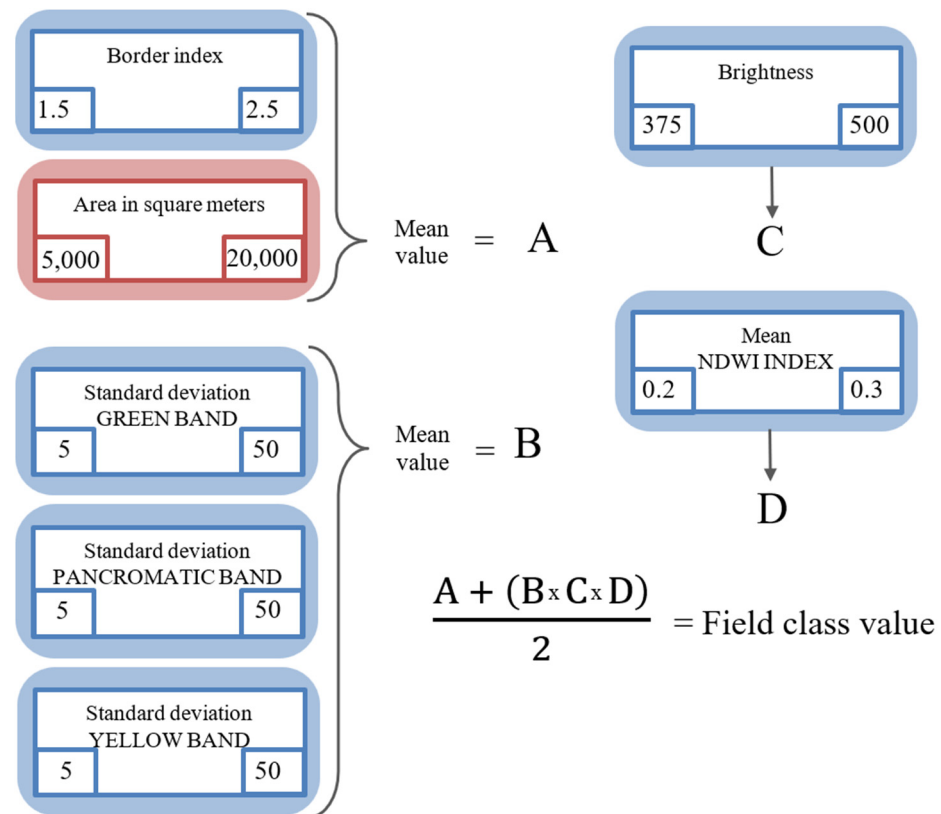 Border index
1.5
2.5
Area in square meters
5,000
20,000
Mean
value
= A
Standard deviation
GREEN BAND
5
50
Standard deviation
PANCROMATIC BAND
5
50
Standard deviation
YELLOW BAND
5
50
Mean
value
= B
Brightness
375
500
C
Mean
NDWI INDEX
0.2
0.3
D
A + (B x C x D)
2
= Field class value